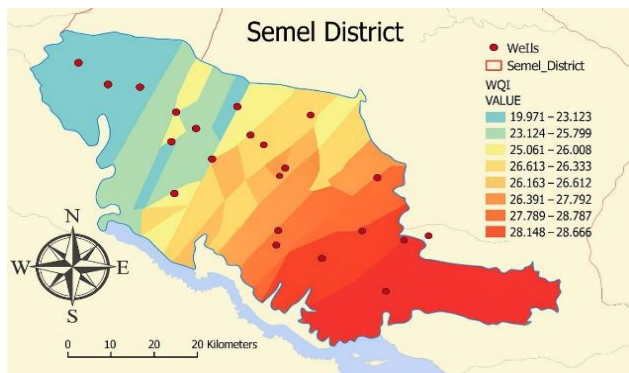 Semel District
Wells
Semel_District
WQI
VALUE
19.971 – 23.123
23.124 – 25.799
25.061 – 26.008
26.613 – 26.333
26.163 – 26.612
26.391 – 27.792
27.789 – 28.787
28.148 – 28.666
N
W E
S
0 5 10 20 Kilometers